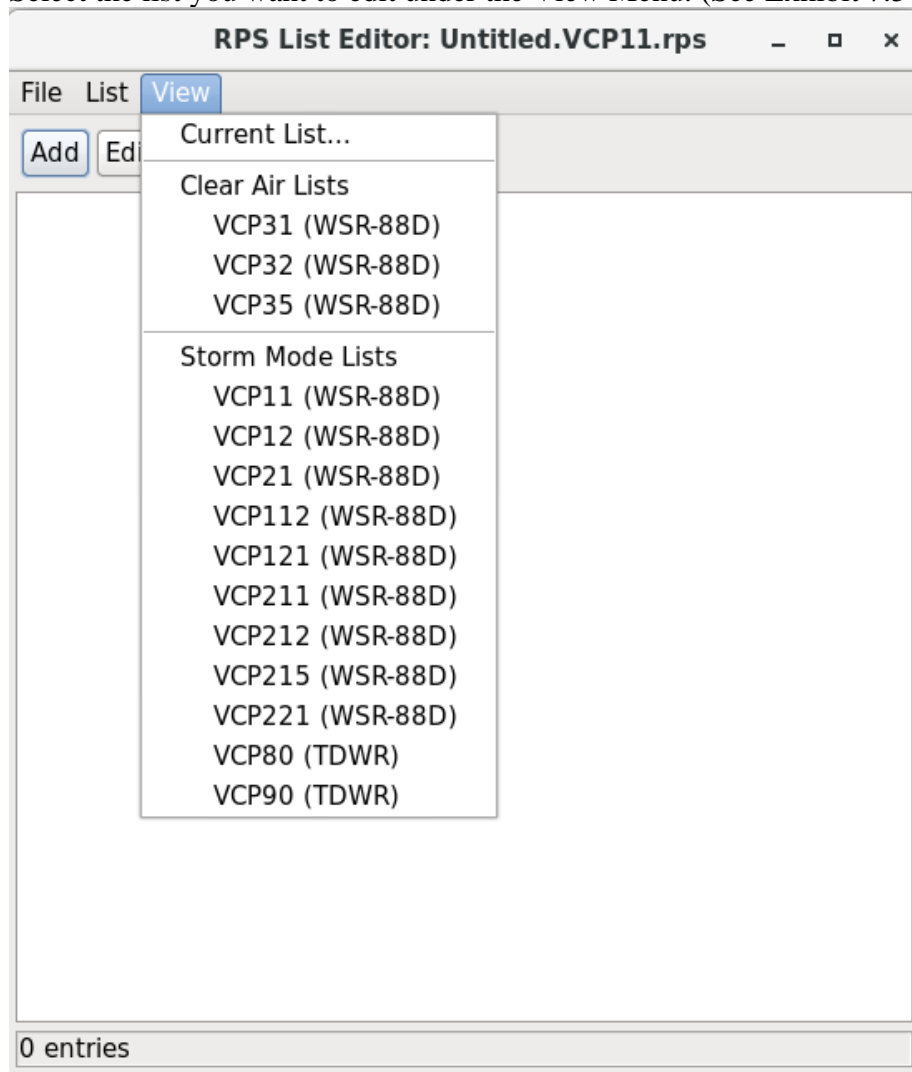 RPS List Editor: Untitled.VCP11.rps
File List View
Add
Current List...
Clear Air Lists
VCP31 (WSR-88D)
VCP32 (WSR-88D)
VCP35 (WSR-88D)
Storm Mode Lists
VCP11 (WSR-88D)
VCP12 (WSR-88D)
VCP21 (WSR-88D)
VCP112 (WSR-88D)
VCP121 (WSR-88D)
VCP211 (WSR-88D)
VCP212 (WSR-88D)
VCP215 (WSR-88D)
VCP221 (WSR-88D)
VCP80 (TDWR)
VCP90 (TDWR)
0 entries